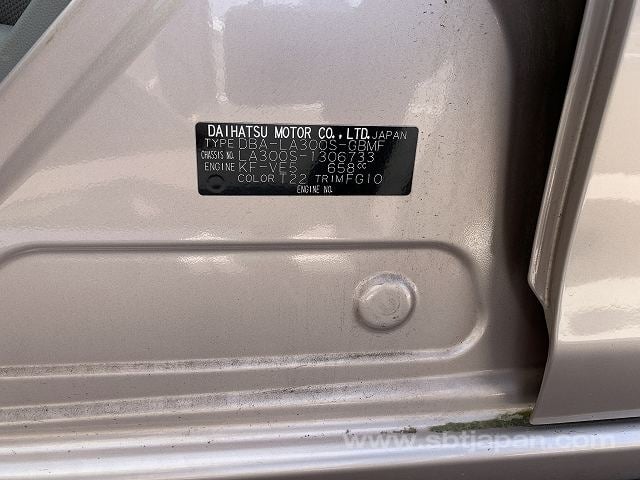 DAIHATSU MOTOR CO., LTD. JAPAN
TYPE DBA-LA300S-GBMF
CHASSIS NO. LA300S-1306733
ENGINE KF-VE5 658cc
COLOR T22 TRIM FG10
ENGINE NO.
www.sbtjapan.com